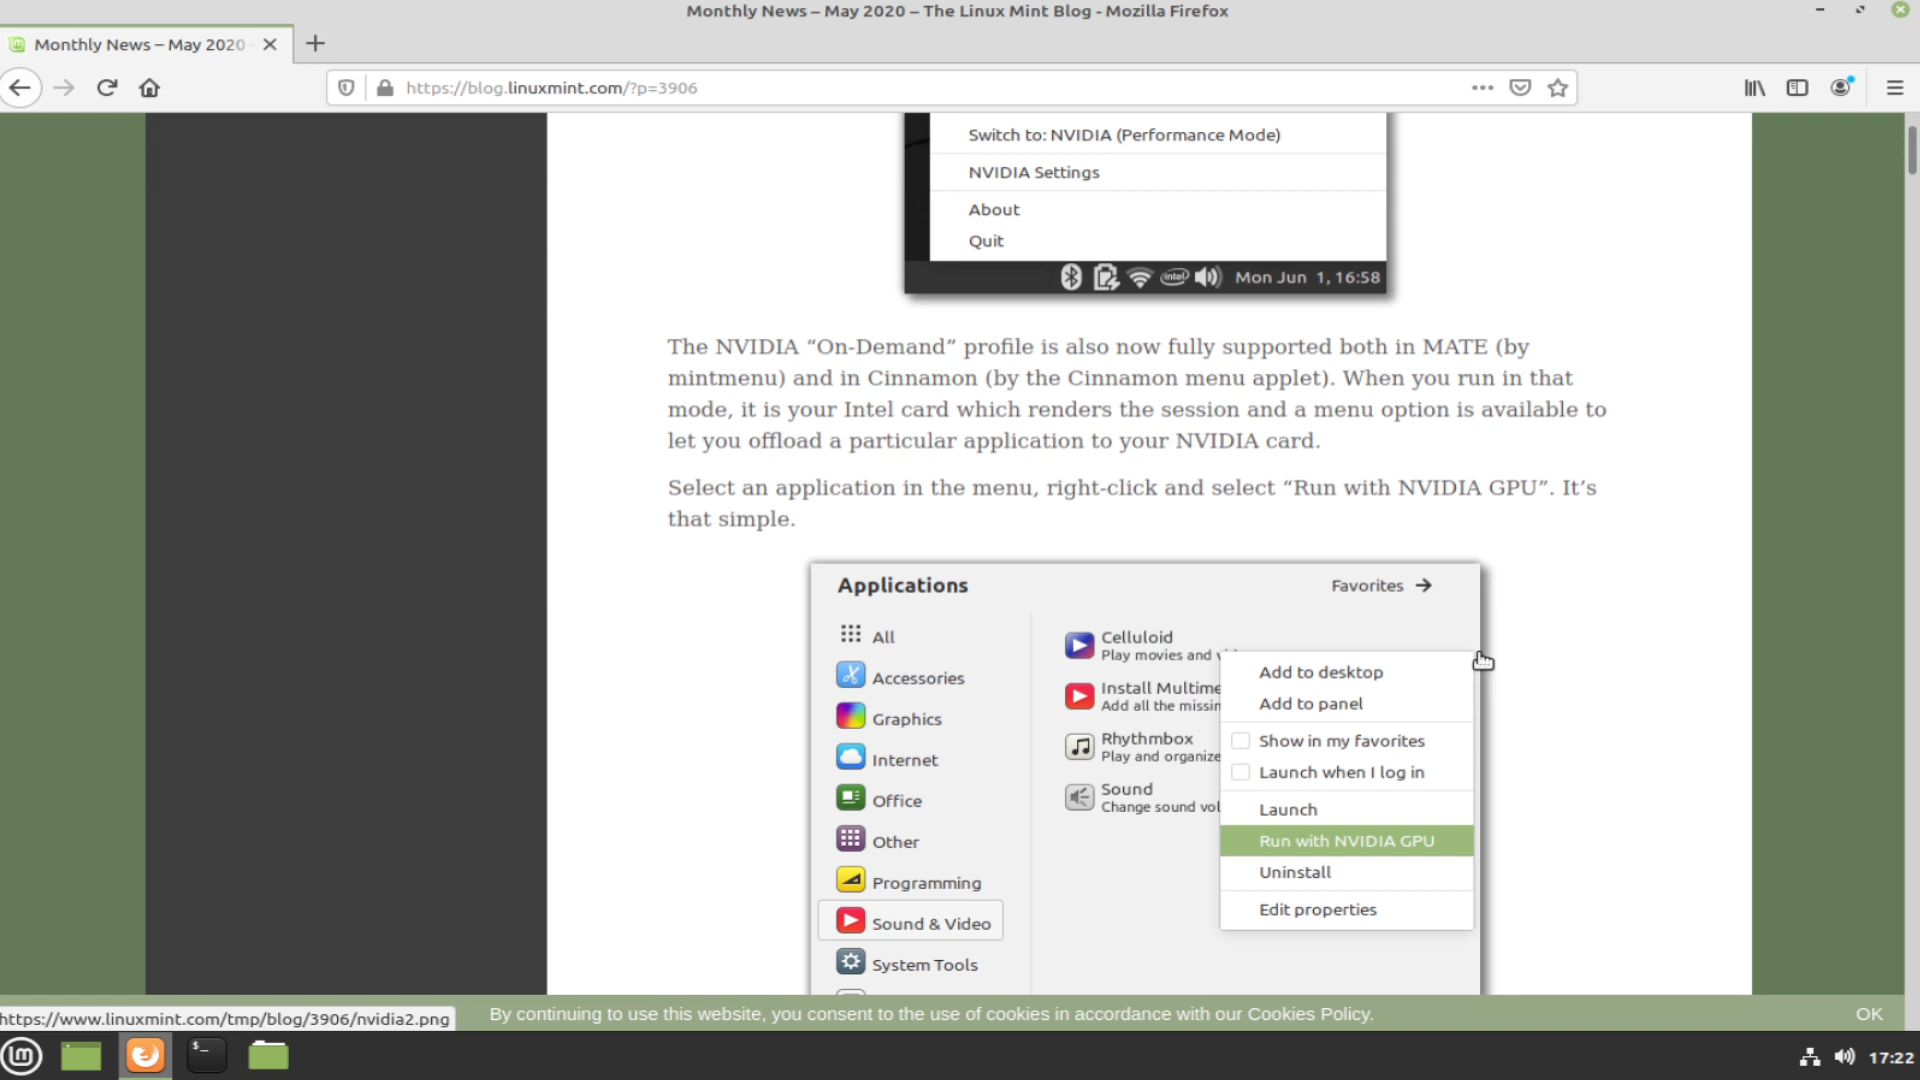 Monthly News – May 2020 – The Linux Mint Blog - Mozilla Firefox
Monthly News – May 2020
https://blog.linuxmint.com/?p=3906
Switch to: NVIDIA (Performance Mode)
NVIDIA Settings
About
Quit
intel
Mon Jun 1, 16:58
The NVIDIA “On-Demand” profile is also now fully supported both in MATE (by
mintmenu) and in Cinnamon (by the Cinnamon menu applet). When you run in that
mode, it is your Intel card which renders the session and a menu option is available to
let you offload a particular application to your NVIDIA card.
Select an application in the menu, right-click and select “Run with NVIDIA GPU”. It’s
that simple.
Applications
Favorites →
All
Accessories
Graphics
Internet
Office
Other
Programming
Sound & Video
System Tools
Celluloid
Play movies and
Install Multime
Add all the missin
Rhythmbox
Play and organize
Sound
Change sound vol
Add to desktop
Add to panel
Show in my favorites
Launch when I log in
Launch
Run with NVIDIA GPU
Uninstall
Edit properties
https://www.linuxmint.com/tmp/blog/3906/nvidia2.png
By continuing to use this website, you consent to the use of cookies in accordance with our Cookies Policy.
OK
17:22